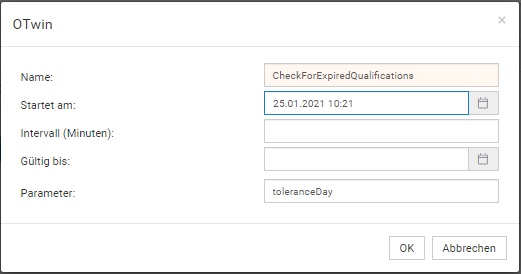 OTwin
×
Name: CheckForExpiredQualifications
Startet am: 25.01.2021 10:21
Intervall (Minuten):
Gültig bis:
Parameter: toleranceDay
OK Abbrechen